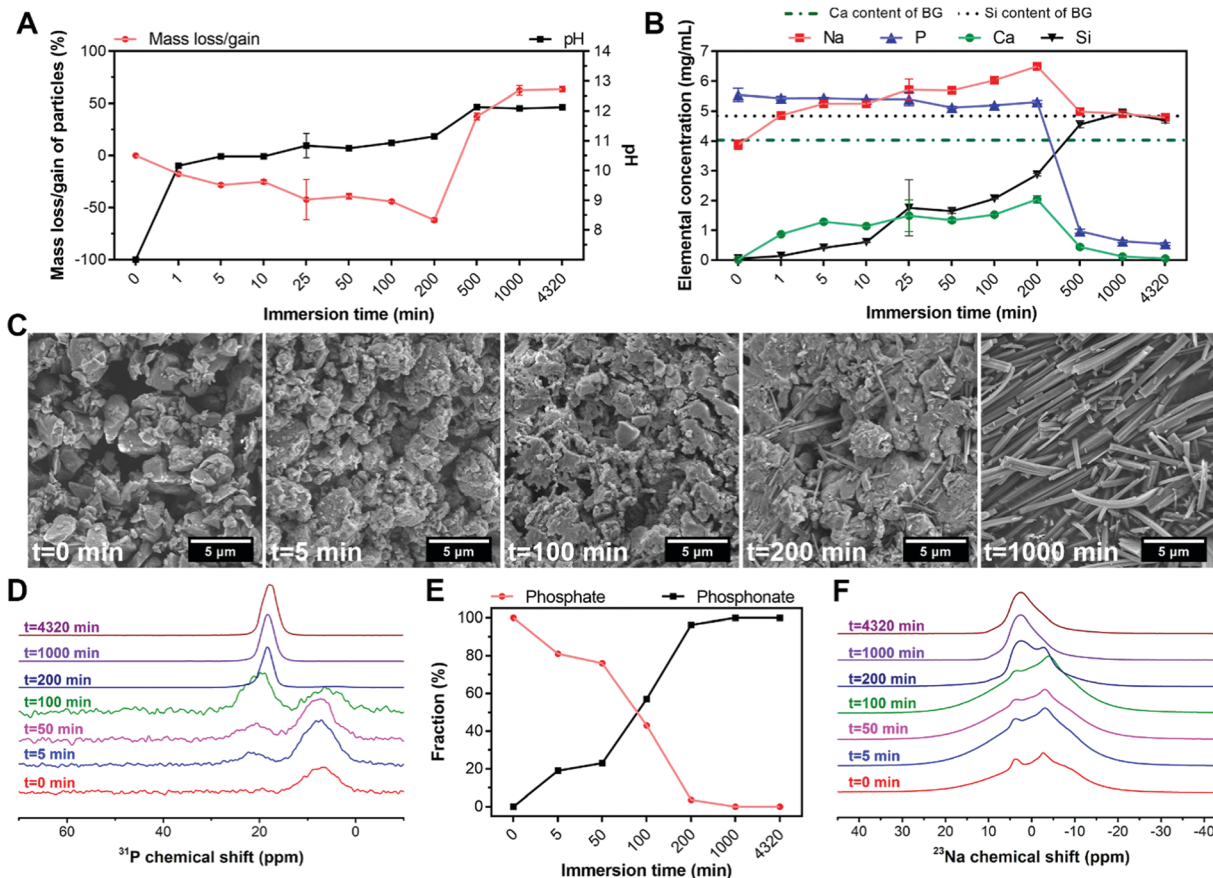 A
Mass loss/gain
pH
Mass loss/gain of particles (%)
100
50
0
-50
-100
14
13
12
11
10
9
8
pH
0 1 5 10 25 50 100 200 500 1000 4320
Immersion time (min)
B
Ca content of BG
Si content of BG
Na P Ca Si
Elemental concentration (mg/mL)
7
6
5
4
3
2
1
0
0 1 5 10 25 50 100 200 500 1000 4320
Immersion time (min)
C
t=0 min
5 µm
t=5 min
5 µm
t=100 min
5 µm
t=200 min
5 µm
t=1000 min
5 µm
D
t=4320 min
t=1000 min
t=200 min
t=100 min
t=50 min
t=5 min
t=0 min
60 40 20 0
³¹P chemical shift (ppm)
E
Phosphate
Phosphonate
Fraction (%)
100
80
60
40
20
0
0 5 50 100 200 1000 4320
Immersion time (min)
F
t=4320 min
t=1000 min
t=200 min
t=100 min
t=50 min
t=5 min
t=0 min
40 30 20 10 0 -10 -20 -30 -40
²³Na chemical shift (ppm)